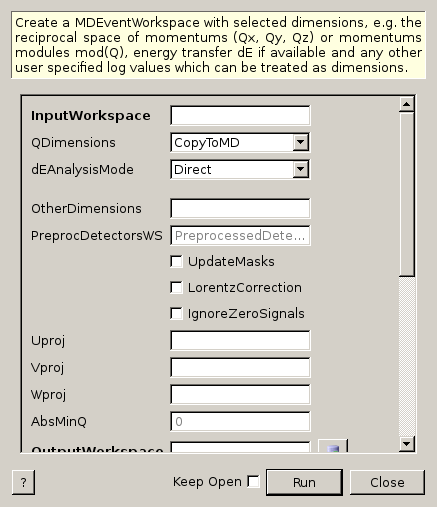 Create a MDEventWorkspace with selected dimensions, e.g. the
reciprocal space of momentums (Qx, Qy, Qz) or momentums
modules mod(Q), energy transfer dE if available and any other
user specified log values which can be treated as dimensions.
InputWorkspace
QDimensions CopyToMD
dEAnalysisMode Direct
OtherDimensions
PreprocDetectorsWS PreprocessedDete...
UpdateMasks
LorentzCorrection
IgnoreZeroSignals
Uproj
Vproj
Wproj
AbsMinQ 0
OutputWorkspace
? Keep Open Run Close